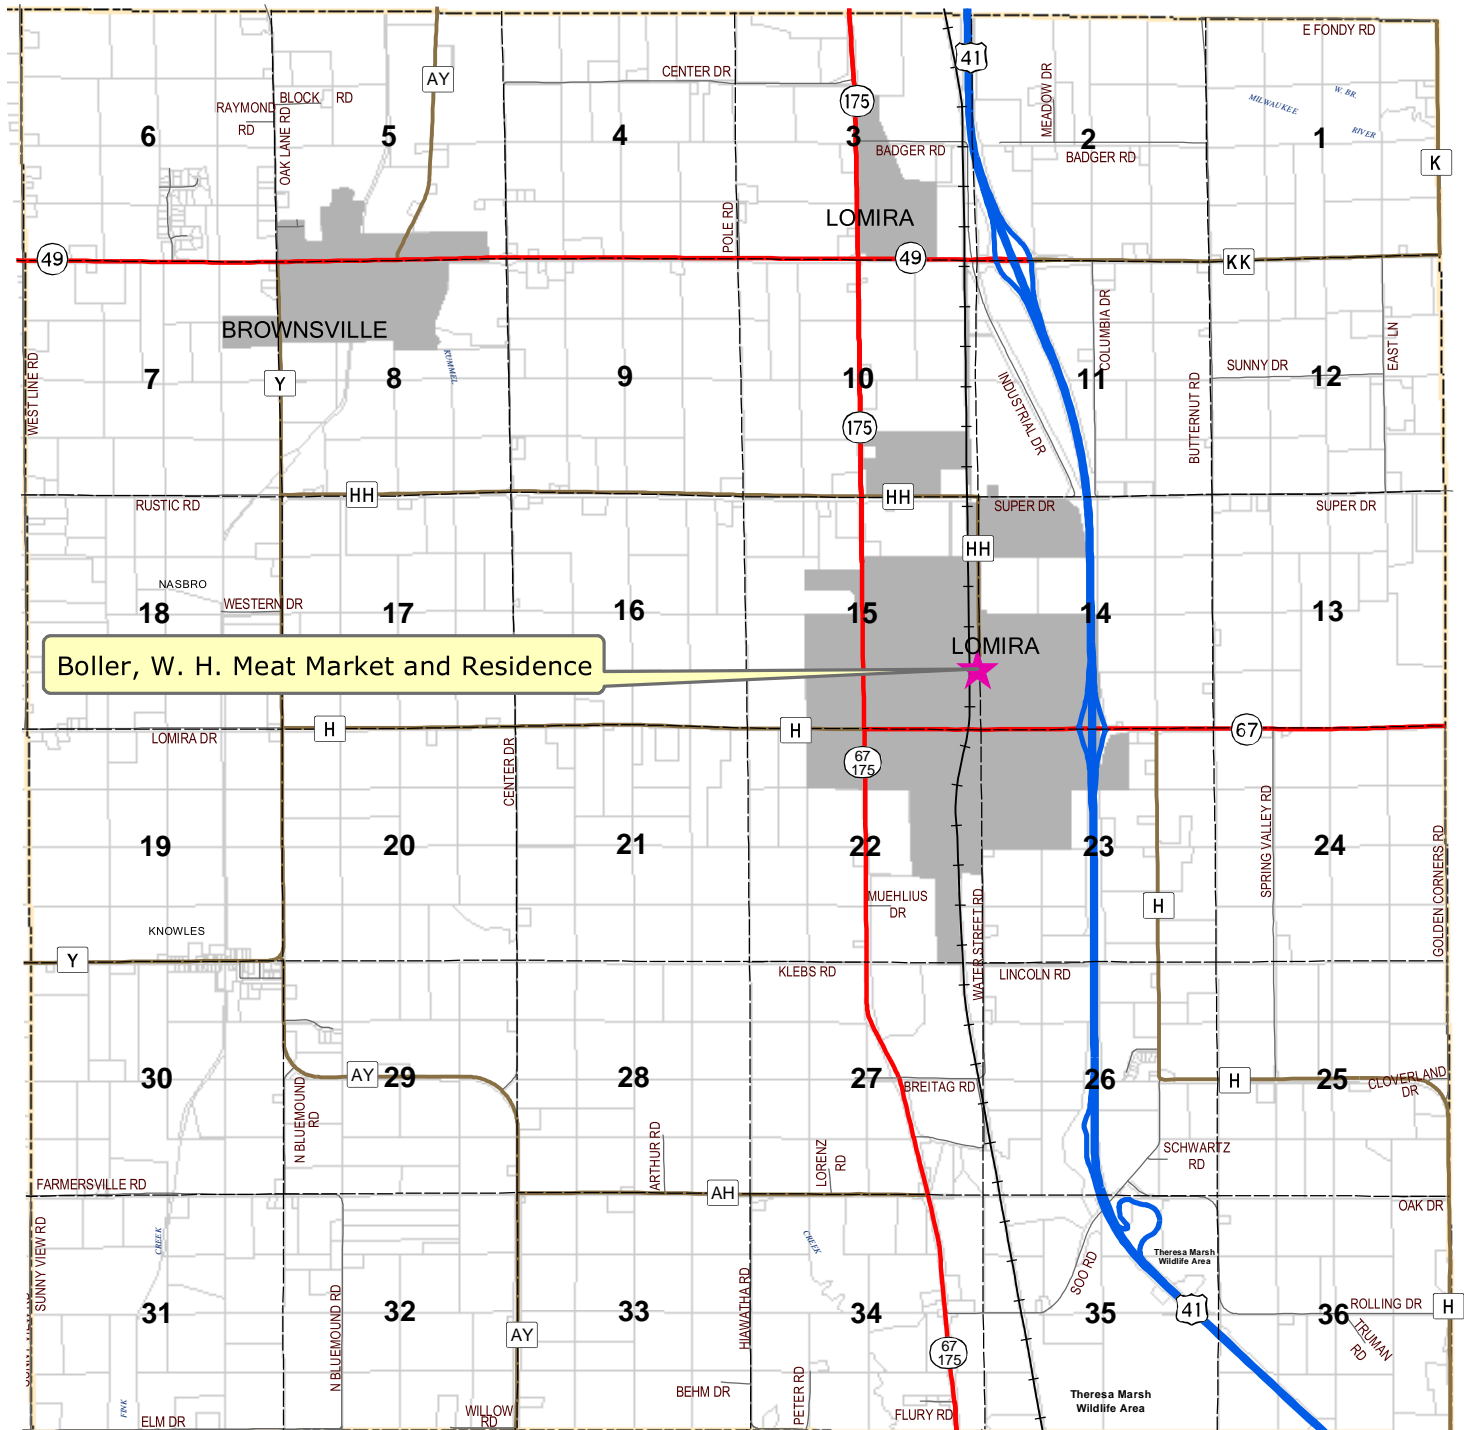 E FONDY RD
41
CENTER DR
AY
W. BR.
MILWAUKEE
RIVER
BLOCK RD
RAYMOND
RD
OAK LANE RD
175
MEADOW DR
6
5
4
3
2
1
BADGER RD
BADGER RD
K
LOMIRA
POLE RD
49
49
KK
BROWNSVILLE
COLUMBIA DR
EAST LN
WEST LINE RD
KUMMEL
SUNNY DR
7
Y
8
9
10
11
12
INDUSTRIAL DR
BUTTERNUT RD
175
HH
HH
RUSTIC RD
SUPER DR
SUPER DR
HH
NASBRO
WESTERN DR
18
17
16
15
14
13
LOMIRA
Boller, W. H. Meat Market and Residence
H
H
67
LOMIRA DR
CENTER DR
67
175
SPRING VALLEY RD
GOLDEN CORNERS RD
19
20
21
22
23
24
MUEHLIUS
DR
H
WATER STREET RD
KNOWLES
Y
KLEBS RD
LINCOLN RD
30
AY
29
28
27
26
H
25
BREITAG RD
CLOVERLAND
DR
N BLUEMOUND
RD
ARTHUR RD
LORENZ
RD
SCHWARTZ
RD
FARMERSVILLE RD
AH
OAK DR
SUNNY VIEW RD
CREEK
CREEK
Theresa Marsh
Wildlife Area
SOO RD
HIAWATHA RD
N BLUEMOUND RD
31
32
33
34
35
41
36
ROLLING DR
H
TRUMAN
RD
AY
67
175
BEHM DR
PETER RD
Theresa Marsh
Wildlife Area
FINK
ELM DR
WILLOW
RD
FLURY RD